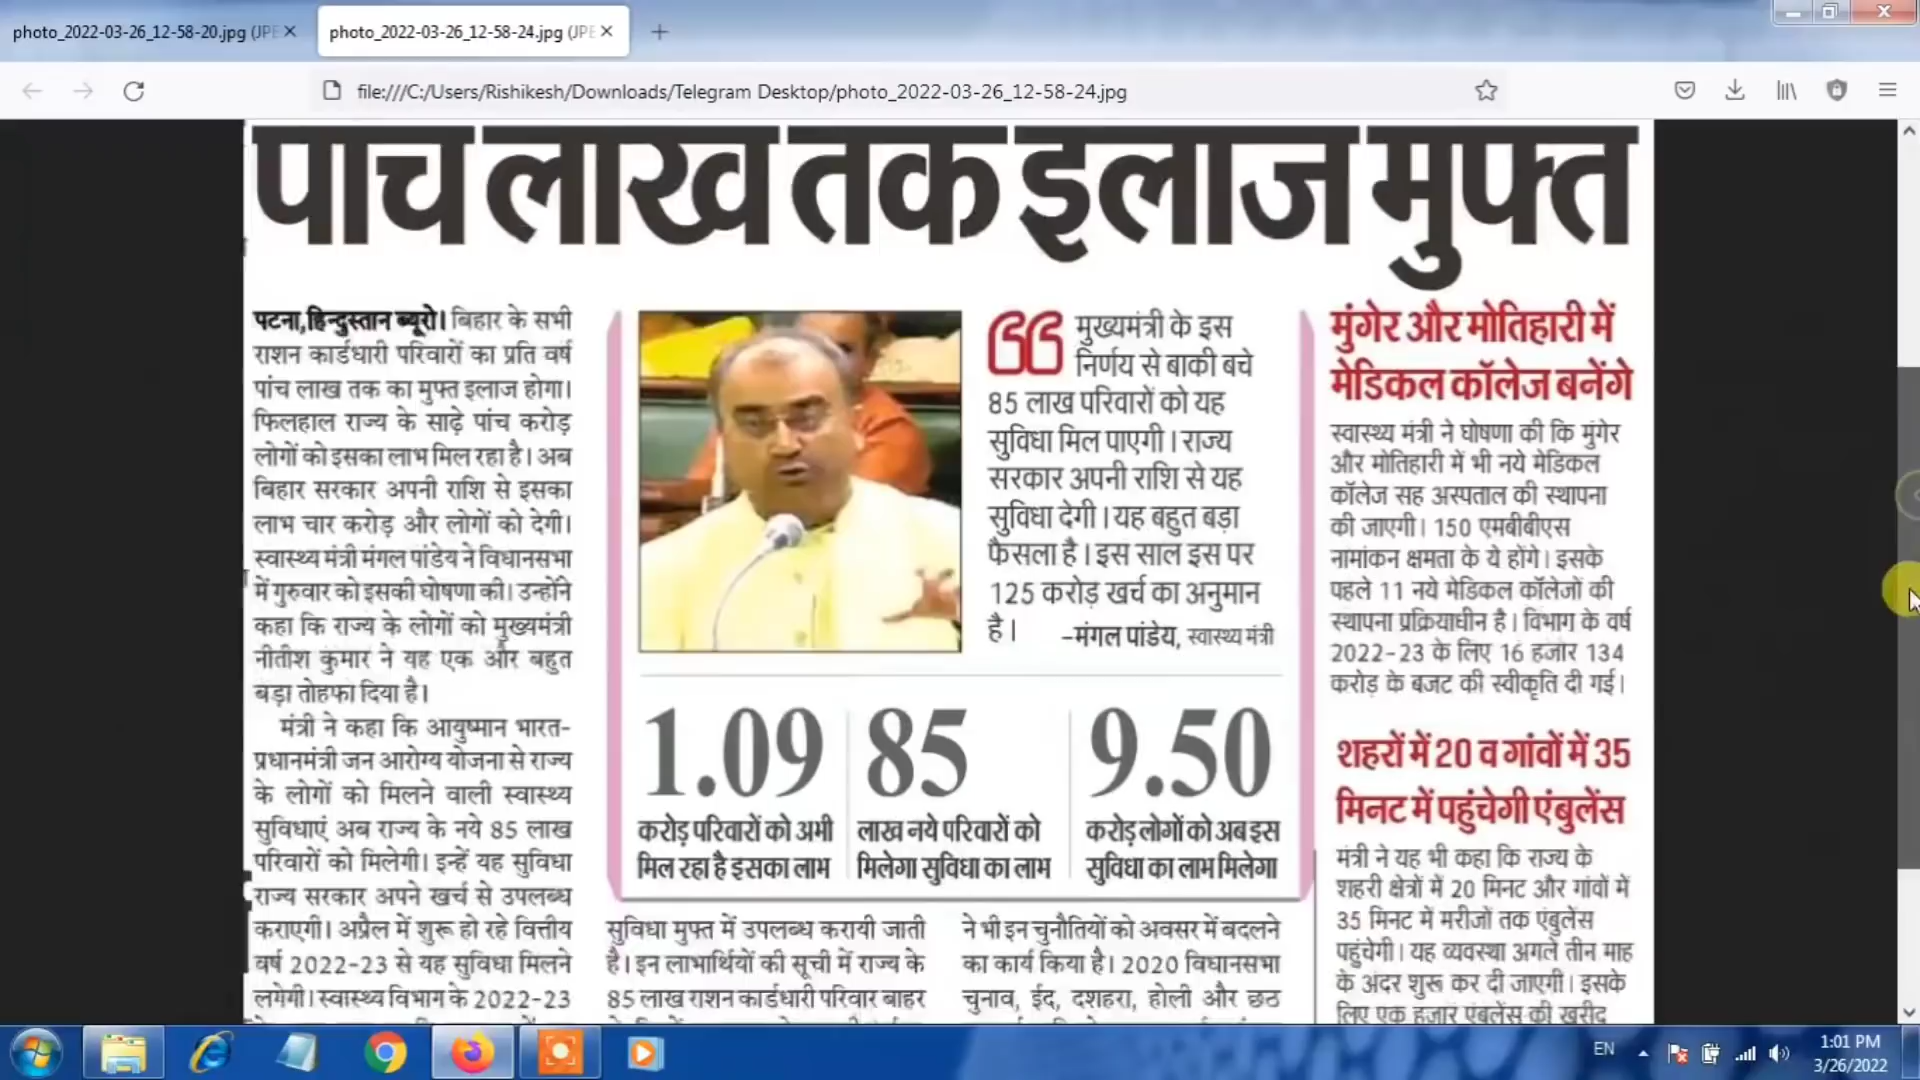 photo_2022-03-26_12-58-20.jpg (JPE
photo_2022-03-26_12-58-24.jpg (JPE
file:///C:/Users/Rishikesh/Downloads/Telegram Desktop/photo_2022-03-26_12-58-24.jpg
पाच लाख तक इलाज मुफ्त
पटना,हिन्दुस्तान ब्यूरो। बिहार के सभी
राशन कार्डधारी परिवारों का प्रति वर्ष
पांच लाख तक का मुफ्त इलाज होगा।
फिलहाल राज्य के साढ़े पांच करोड़
लोगों को इसका लाभ मिल रहा है। अब
बिहार सरकार अपनी राशि से इसका
लाभ चार करोड़ और लोगों को देगी।
स्वास्थ्य मंत्री मंगल पांडेय ने विधानसभा
में गुरुवार को इसकी घोषणा की। उन्होंने
कहा कि राज्य के लोगों को मुख्यमंत्री
नीतीश कुमार ने यह एक और बहुत
बड़ा तोहफा दिया है।
मंत्री ने कहा कि आयुष्मान भारत-
प्रधानमंत्री जन आरोग्य योजना से राज्य
के लोगों को मिलने वाली स्वास्थ्य
सुविधाएं अब राज्य के नये 85 लाख
परिवारों को मिलेगी। इन्हें यह सुविधा
राज्य सरकार अपने खर्च से उपलब्ध
कराएगी। अप्रैल में शुरू हो रहे वित्तीय
वर्ष 2022-23 से यह सुविधा मिलने
लगेगी। स्वास्थ्य विभाग के 2022-23
मुख्यमंत्री के इस
निर्णय से बाकी बचे
85 लाख परिवारों को यह
सुविधा मिल पाएगी। राज्य
सरकार अपनी राशि से यह
सुविधा देगी। यह बहुत बड़ा
फैसला है। इस साल इस पर
125 करोड़ खर्च का अनुमान
है। -मंगल पांडेय, स्वास्थ्य मंत्री
1.09
करोड़ परिवारों को अभी
मिल रहा है इसका लाभ
85
लाख नये परिवारों को
मिलेगा सुविधा का लाभ
9.50
करोड़ लोगों को अब इस
सुविधा का लाभ मिलेगा
सुविधा मुफ्त में उपलब्ध करायी जाती
है। इन लाभार्थियों की सूची में राज्य के
85 लाख राशन कार्डधारी परिवार बाहर
ने भी इन चुनौतियों को अवसर में बदलने
का कार्य किया है। 2020 विधानसभा
चुनाव, ईद, दशहरा, होली और छठ
मुंगेर और मोतिहारी में
मेडिकल कॉलेज बनेंगे
स्वास्थ्य मंत्री ने घोषणा की कि मुंगेर
और मोतिहारी में भी नये मेडिकल
कॉलेज सह अस्पताल की स्थापना
की जाएगी। 150 एमबीबीएस
नामांकन क्षमता के ये होंगे। इसके
पहले 11 नये मेडिकल कॉलेजों की
स्थापना प्रक्रियाधीन है। विभाग के वर्ष
2022-23 के लिए 16 हजार 134
करोड़ के बजट की स्वीकृति दी गई।
शहरों में 20 व गांवों में 35
मिनट में पहुंचेगी एंबुलेंस
मंत्री ने यह भी कहा कि राज्य के
शहरी क्षेत्रों में 20 मिनट और गांवों में
35 मिनट में मरीजों तक एंबुलेंस
पहुंचेगी। यह व्यवस्था अगले तीन माह
के अंदर शुरू कर दी जाएगी। इसके
लिए एक हजार एंबुलेंस की खरीद
EN
1:01 PM
3/26/2022